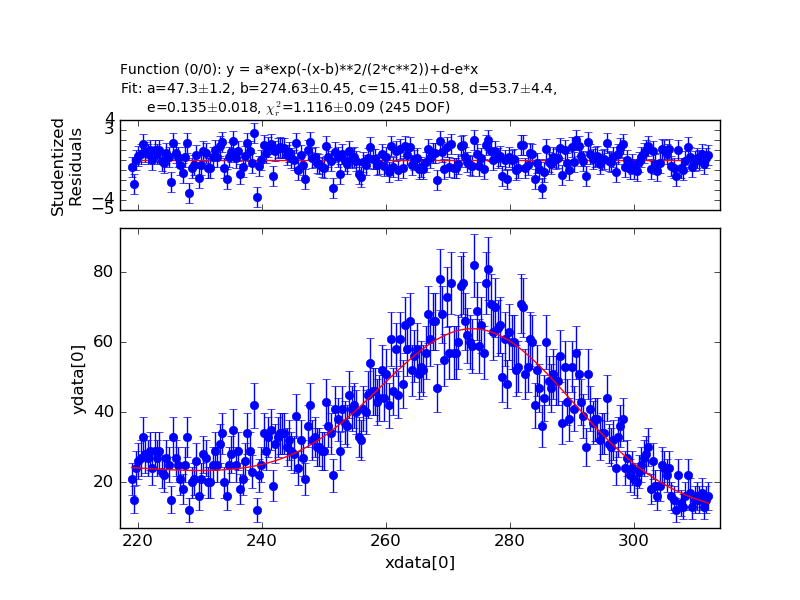 Function (0/0): y = a*exp(-(x-b)**2/(2*c**2))+d-e*x
Fit: a=47.3±1.2, b=274.63±0.45, c=15.41±0.58, d=53.7±4.4,
e=0.135±0.018, χ²ᵣ=1.116±0.09 (245 DOF)
4
3
−4
−5
Studentized
Residuals
80
60
40
20
ydata[0]
220 240 260 280 300
xdata[0]